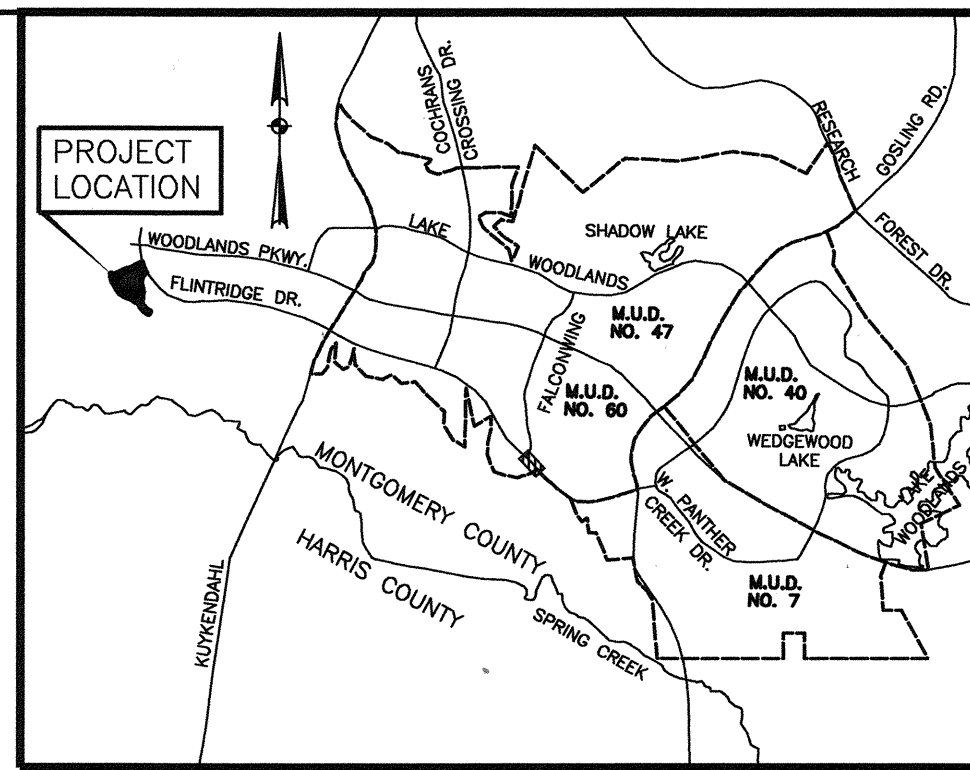 COCHRANS
CROSSING DR.
RESEARCH
GOSLING RD.
PROJECT
LOCATION
LAKE
SHADOW LAKE
FOREST DR.
WOODLANDS PKWY.
WOODLANDS
FLINTRIDGE DR.
M.U.D.
NO. 47
FALCONWING
M.U.D.
NO. 40
M.U.D.
NO. 60
WEDGEWOOD
LAKE
LAKE
WOODLANDS
MONTGOMERY COUNTY
W. PANTHER
CREEK DR.
HARRIS COUNTY
M.U.D.
NO. 7
KUYKENDAHL
SPRING CREEK